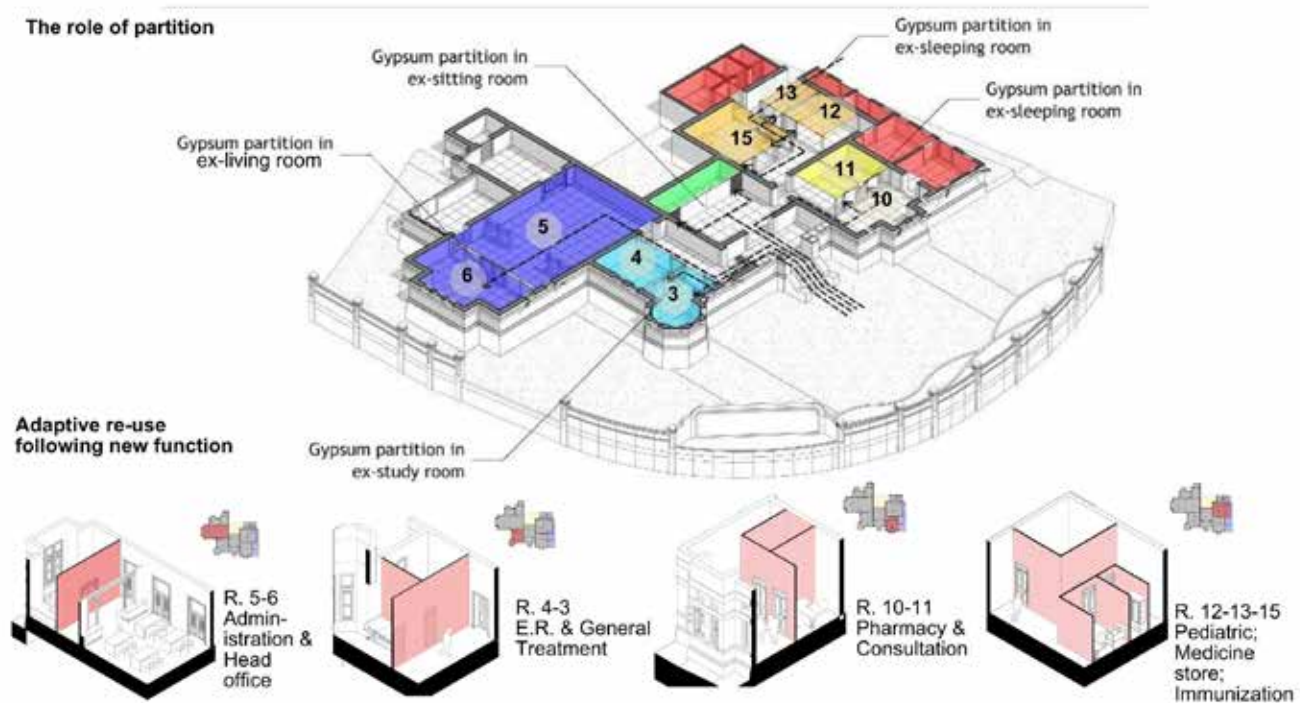 The role of partition
Gypsum partition in
ex-sleeping room
Gypsum partition in
ex-sitting room
Gypsum partition in
ex-sleeping room
Gypsum partition in
ex-living room
13
12
15
11
10
5
4
6
3
Gypsum partition in
ex-study room
Adaptive re-use
following new function
R. 5-6
Admin-
istration &
Head
office
R. 4-3
E.R. & General
Treatment
R. 10-11
Pharmacy &
Consultation
R. 12-13-15
Pediatric;
Medicine
store;
Immunization